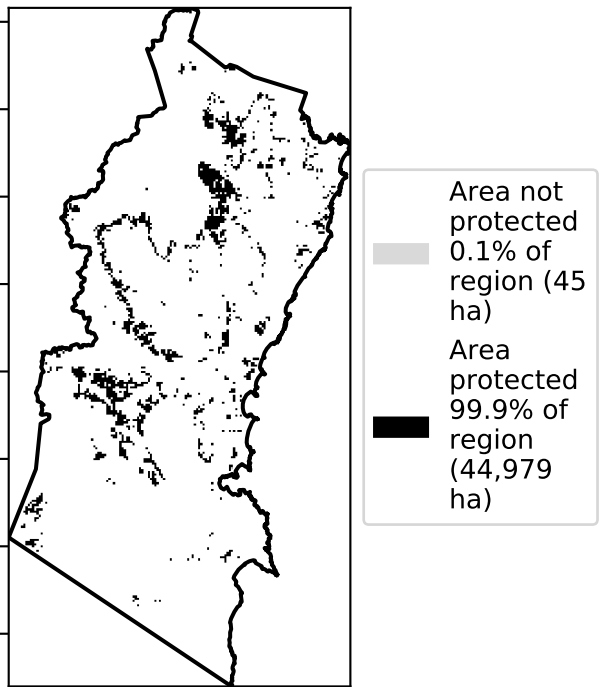 Area not
protected
0.1% of
region (45
ha)
Area
protected
99.9% of
region
(44,979
ha)